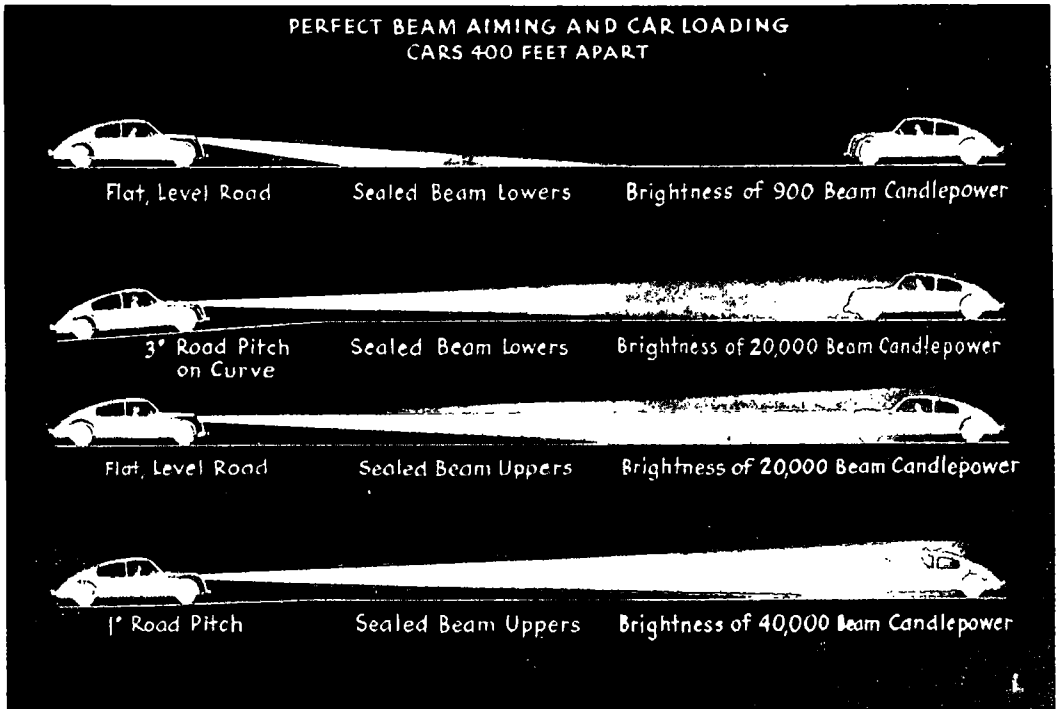 PERFECT BEAM AIMING AND CAR LOADING
CARS 400 FEET APART
Flat, Level Road Sealed Beam Lowers Brightness of 900 Beam Candlepower
3° Road Pitch Sealed Beam Lowers Brightness of 20,000 Beam Candlepower
on Curve
Flat, Level Road Sealed Beam Uppers Brightness of 20,000 Beam Candlepower
1° Road Pitch Sealed Beam Uppers Brightness of 40,000 Beam Candlepower